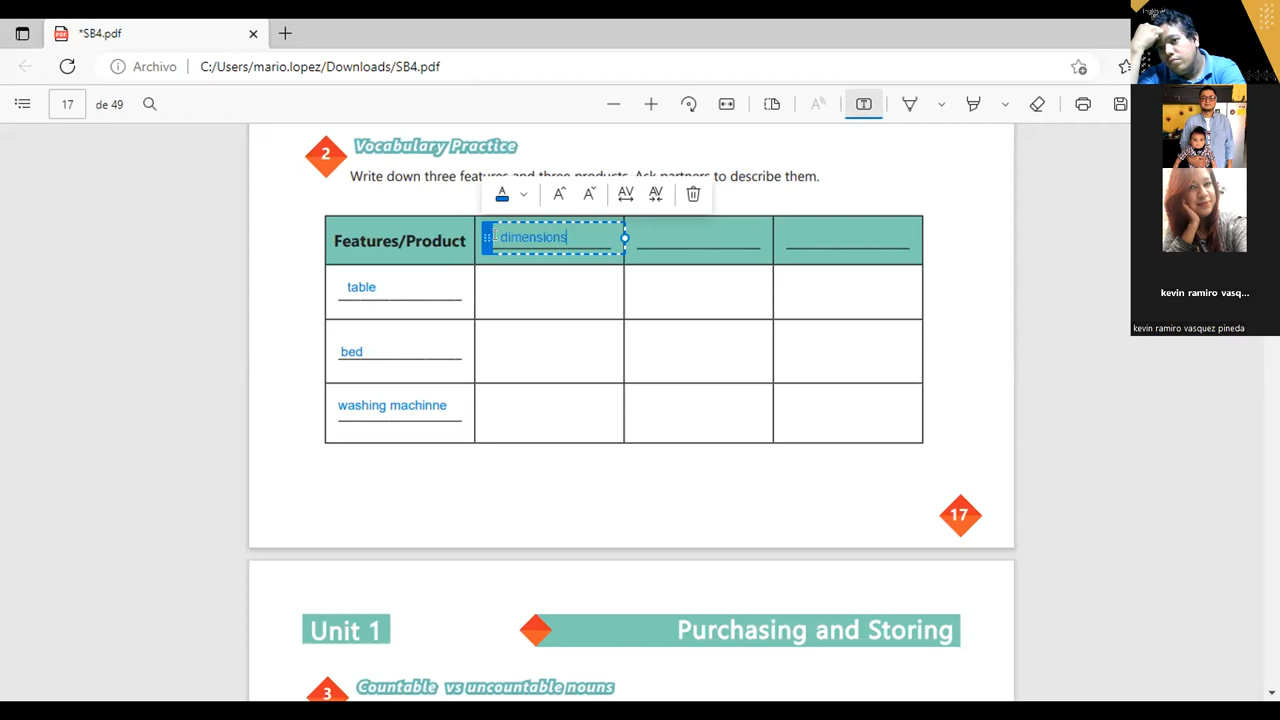 *SB4.pdf
Archivo
C:/Users/mario.lopez/Downloads/SB4.pdf
17 de 49
2 Vocabulary Practice
Write down three features and three products. Ask partners to describe them.
Features/Product
dimensions
table
bed
washing machinne
17
Unit 1
Purchasing and Storing
3 Countable vs uncountable nouns
kevin ramiro vasq...
kevin ramiro vasquez pineda